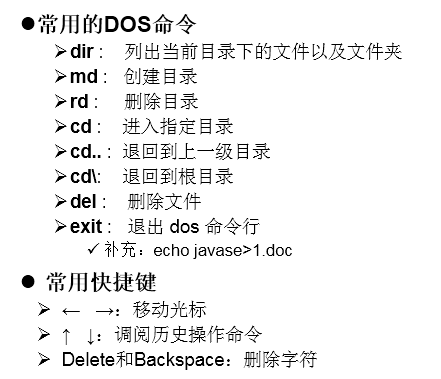 ●常用的DOS命令
➢dir : 列出当前目录下的文件以及文件夹
➢md : 创建目录
➢rd : 删除目录
➢cd : 进入指定目录
➢cd.. : 退回到上一级目录
➢cd\: 退回到根目录
➢del : 删除文件
➢exit : 退出 dos 命令行
✓补充：echo javase>1.doc
● 常用快捷键
➢ ← →：移动光标
➢ ↑ ↓：调阅历史操作命令
➢ Delete和Backspace：删除字符